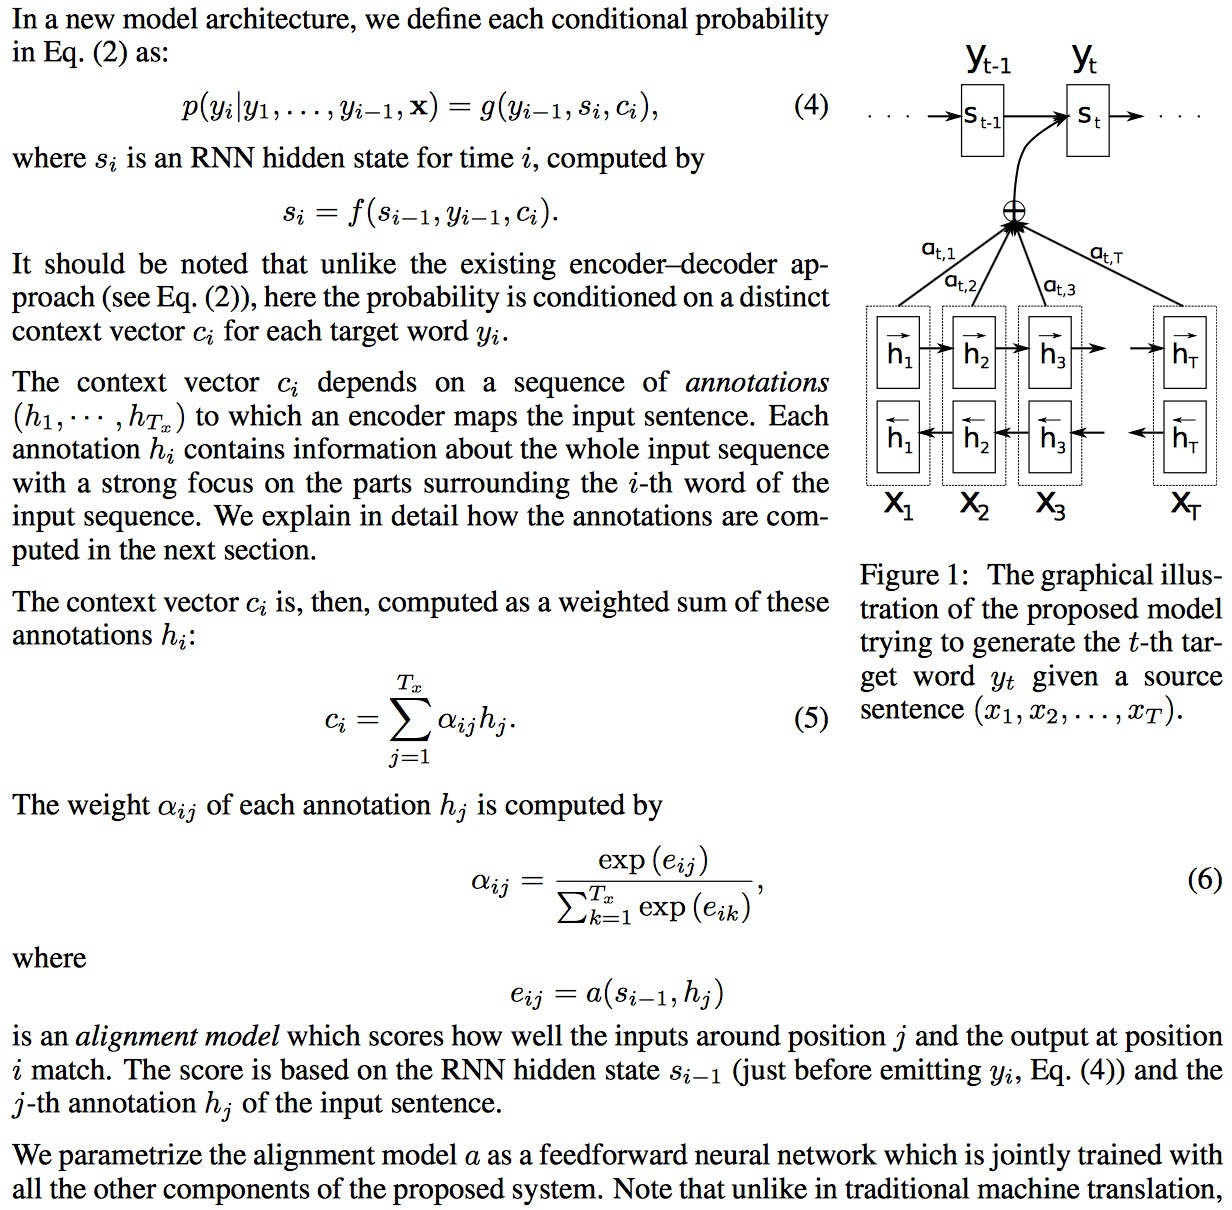 In a new model architecture, we define each conditional probability
in Eq. (2) as:
p(y_i|y_1, . . . , y_{i−1}, x) = g(y_{i−1}, s_i, c_i), (4)
where s_i is an RNN hidden state for time i, computed by
s_i = f(s_{i−1}, y_{i−1}, c_i).
It should be noted that unlike the existing encoder–decoder ap-
proach (see Eq. (2)), here the probability is conditioned on a distinct
context vector c_i for each target word y_i.
The context vector c_i depends on a sequence of annotations
(h_1, · · · , h_{T_x}) to which an encoder maps the input sentence. Each
annotation h_i contains information about the whole input sequence
with a strong focus on the parts surrounding the i-th word of the
input sequence. We explain in detail how the annotations are com-
puted in the next section.
The context vector c_i is, then, computed as a weighted sum of these
annotations h_i:
c_i = \sum_{j=1}^{T_x} α_{ij} h_j. (5)
y_{t-1} y_t
. . . s_{t-1} s_t . . .
a_{t,1} a_{t,2} a_{t,3} a_{t,T}
\overrightarrow{h}_1 \overrightarrow{h}_2 \overrightarrow{h}_3 \overrightarrow{h}_T
\overleftarrow{h}_1 \overleftarrow{h}_2 \overleftarrow{h}_3 \overleftarrow{h}_T
x_1 x_2 x_3 x_T
Figure 1: The graphical illus-
tration of the proposed model
trying to generate the t-th tar-
get word y_t given a source
sentence (x_1, x_2, . . . , x_T).
The weight α_{ij} of each annotation h_j is computed by
α_{ij} = \frac{exp (e_{ij})}{\sum_{k=1}^{T_x} exp (e_{ik})}, (6)
where
e_{ij} = a(s_{i−1}, h_j)
is an alignment model which scores how well the inputs around position j and the output at position
i match. The score is based on the RNN hidden state s_{i−1} (just before emitting y_i, Eq. (4)) and the
j-th annotation h_j of the input sentence.
We parametrize the alignment model a as a feedforward neural network which is jointly trained with
all the other components of the proposed system. Note that unlike in traditional machine translation,